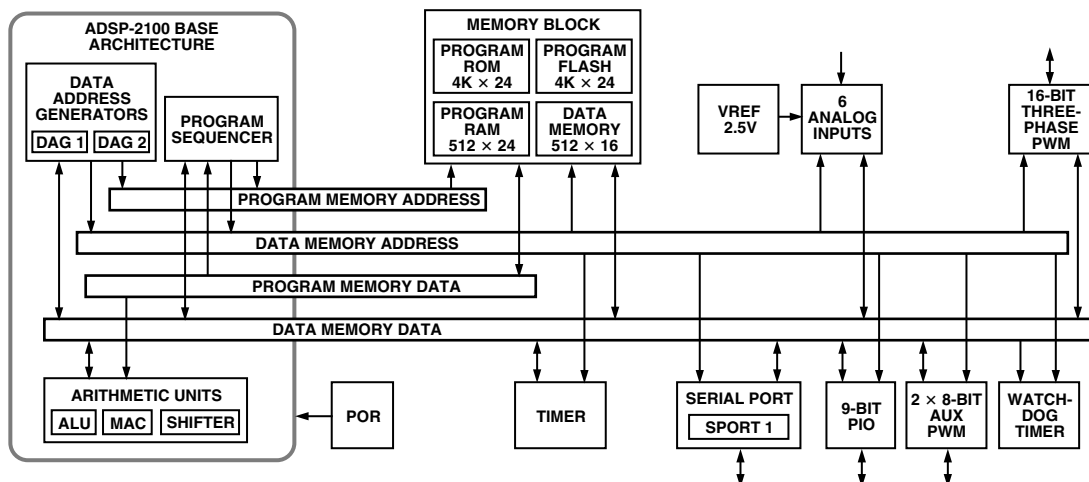 ADSP-2100 BASE
ARCHITECTURE
DATA
ADDRESS
GENERATORS
DAG 1
DAG 2
PROGRAM
SEQUENCER
MEMORY BLOCK
PROGRAM
ROM
4K × 24
PROGRAM
FLASH
4K × 24
PROGRAM
RAM
512 × 24
DATA
MEMORY
512 × 16
VREF
2.5V
6
ANALOG
INPUTS
16-BIT
THREE-
PHASE
PWM
PROGRAM MEMORY ADDRESS
DATA MEMORY ADDRESS
PROGRAM MEMORY DATA
DATA MEMORY DATA
ARITHMETIC UNITS
ALU
MAC
SHIFTER
POR
TIMER
SERIAL PORT
SPORT 1
9-BIT
PIO
2 × 8-BIT
AUX
PWM
WATCH-
DOG
TIMER